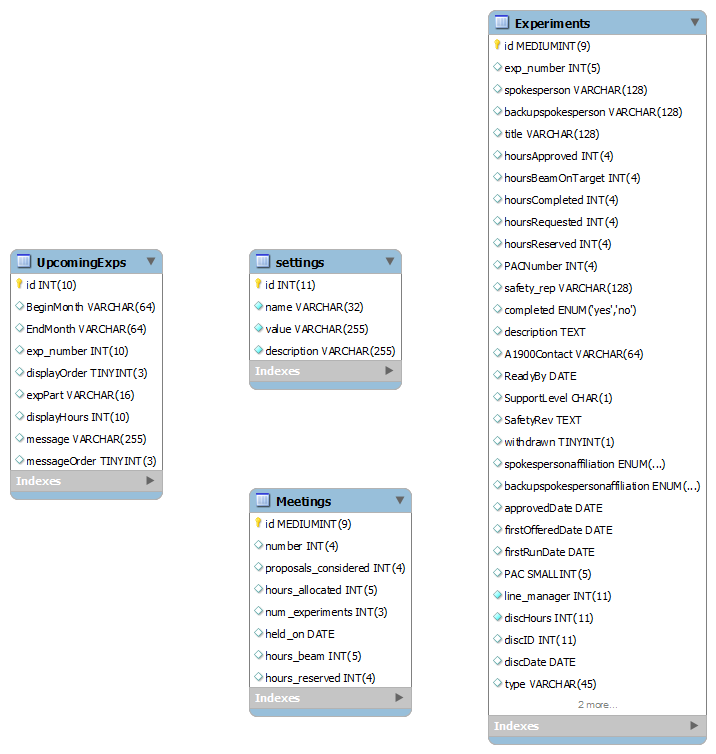 UpcomingExps
id INT(10)
BeginMonth VARCHAR(64)
EndMonth VARCHAR(64)
exp_number INT(10)
displayOrder TINYINT(3)
expPart VARCHAR(16)
displayHours INT(10)
message VARCHAR(255)
messageOrder TINYINT(3)
Indexes
settings
id INT(11)
name VARCHAR(32)
value VARCHAR(255)
description VARCHAR(255)
Indexes
Meetings
id MEDIUMINT(9)
number INT(4)
proposals_considered INT(4)
hours_allocated INT(5)
num_experiments INT(3)
held_on DATE
hours_beam INT(5)
hours_reserved INT(4)
Indexes
Experiments
id MEDIUMINT(9)
exp_number INT(5)
spokesperson VARCHAR(128)
backupspokesperson VARCHAR(128)
title VARCHAR(128)
hoursApproved INT(4)
hoursBeamOnTarget INT(4)
hoursCompleted INT(4)
hoursRequested INT(4)
hoursReserved INT(4)
PACNumber INT(4)
safety_rep VARCHAR(128)
completed ENUM('yes','no')
description TEXT
A1900Contact VARCHAR(64)
ReadyBy DATE
SupportLevel CHAR(1)
SafetyRev TEXT
withdrawn TINYINT(1)
spokespersonaffiliation ENUM(...)
backupspokespersonaffiliation ENUM(...)
approvedDate DATE
firstOfferedDate DATE
firstRunDate DATE
PAC SMALLINT(5)
line_manager INT(11)
discHours INT(11)
discID INT(11)
discDate DATE
type VARCHAR(45)
2 more...
Indexes